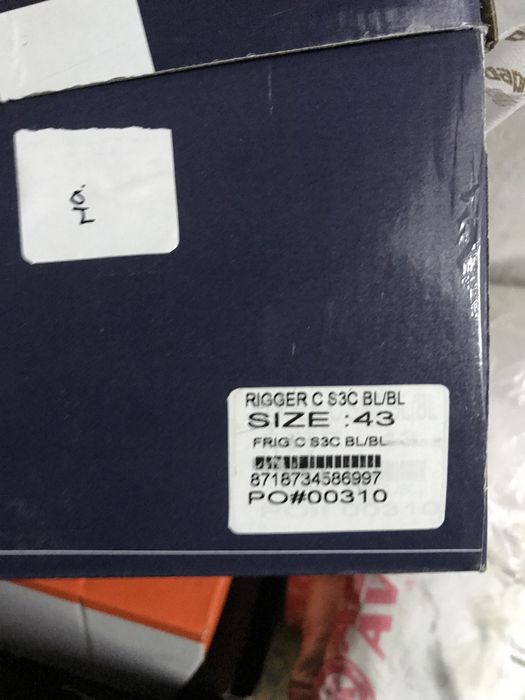 RIGGER C S3C BL/BL
SIZE :43
FRIG C S3C BL/BL
8718734586997
PO#00310